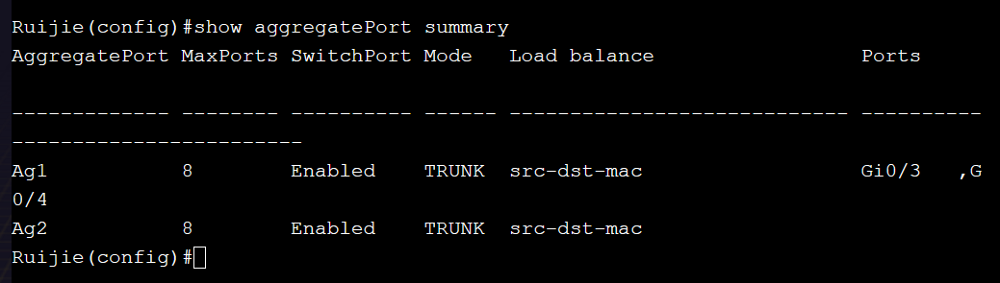 Ruijie(config)#show aggregatePort summary
AggregatePort MaxPorts SwitchPort Mode   Load balance                 Ports
------------- -------- ---------- ------ ---------------------------- ----------
------------------------
Ag1           8        Enabled    TRUNK  src-dst-mac                  Gi0/3   ,G
0/4
Ag2           8        Enabled    TRUNK  src-dst-mac
Ruijie(config)#